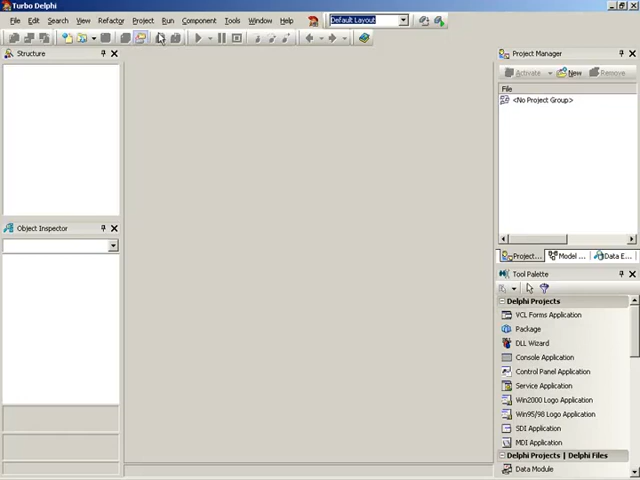 Turbo Delphi
File Edit Search View Refactor Project Run Component Tools Window Help
Default Layout
Structure
Project Manager
Activate New Remove
File
<No Project Group>
Object Inspector
Project... Model ... Data E...
Tool Palette
Delphi Projects
VCL Forms Application
Package
DLL Wizard
Console Application
Control Panel Application
Service Application
Win2000 Logo Application
Win95/98 Logo Application
SDI Application
MDI Application
Delphi Projects | Delphi Files
Data Module